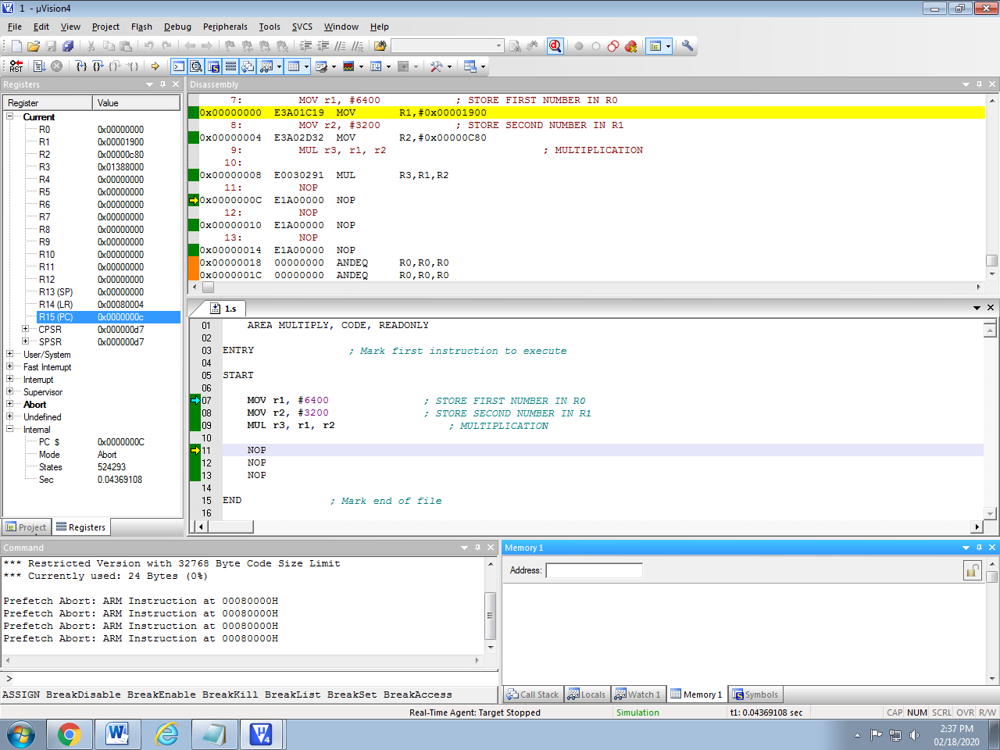 1 - µVision4
File Edit View Project Flash Debug Peripherals Tools SVCS Window Help
RST
Registers
Register Value
Current
R0 0x00000000
R1 0x00001900
R2 0x00000c80
R3 0x01388000
R4 0x00000000
R5 0x00000000
R6 0x00000000
R7 0x00000000
R8 0x00000000
R9 0x00000000
R10 0x00000000
R11 0x00000000
R12 0x00000000
R13 (SP) 0x00000000
R14 (LR) 0x00080004
R15 (PC) 0x0000000c
CPSR 0x000000d7
SPSR 0x000000d7
User/System
Fast Interrupt
Interrupt
Supervisor
Abort
Undefined
Internal
PC $ 0x0000000C
Mode Abort
States 524293
Sec 0.04369108
Project Registers
Disassembly
7: MOV r1, #6400 ; STORE FIRST NUMBER IN R0
0x00000000 E3A01C19 MOV R1,#0x00001900
8: MOV r2, #3200 ; STORE SECOND NUMBER IN R1
0x00000004 E3A02D32 MOV R2,#0x00000C80
9: MUL r3, r1, r2 ; MULTIPLICATION
10:
0x00000008 E0030291 MUL R3,R1,R2
11: NOP
0x0000000C E1A00000 NOP
12: NOP
0x00000010 E1A00000 NOP
13: NOP
0x00000014 E1A00000 NOP
0x00000018 00000000 ANDEQ R0,R0,R0
0x0000001C 00000000 ANDEQ R0,R0,R0
1.s
01 AREA MULTIPLY, CODE, READONLY
02
03 ENTRY ; Mark first instruction to execute
04
05 START
06
07 MOV r1, #6400 ; STORE FIRST NUMBER IN R0
08 MOV r2, #3200 ; STORE SECOND NUMBER IN R1
09 MUL r3, r1, r2 ; MULTIPLICATION
10
11 NOP
12 NOP
13 NOP
14
15 END ; Mark end of file
16
Command
*** Restricted Version with 32768 Byte Code Size Limit
*** Currently used: 24 Bytes (0%)
Prefetch Abort: ARM Instruction at 00080000H
Prefetch Abort: ARM Instruction at 00080000H
Prefetch Abort: ARM Instruction at 00080000H
Prefetch Abort: ARM Instruction at 00080000H
>
ASSIGN BreakDisable BreakEnable BreakKill BreakList BreakSet BreakAccess
Memory 1
Address:
Call Stack Locals Watch 1 Memory 1 Symbols
Real-Time Agent: Target Stopped Simulation t1: 0.04369108 sec CAP NUM SCRL OVR R/W
2:37 PM
02/18/2020